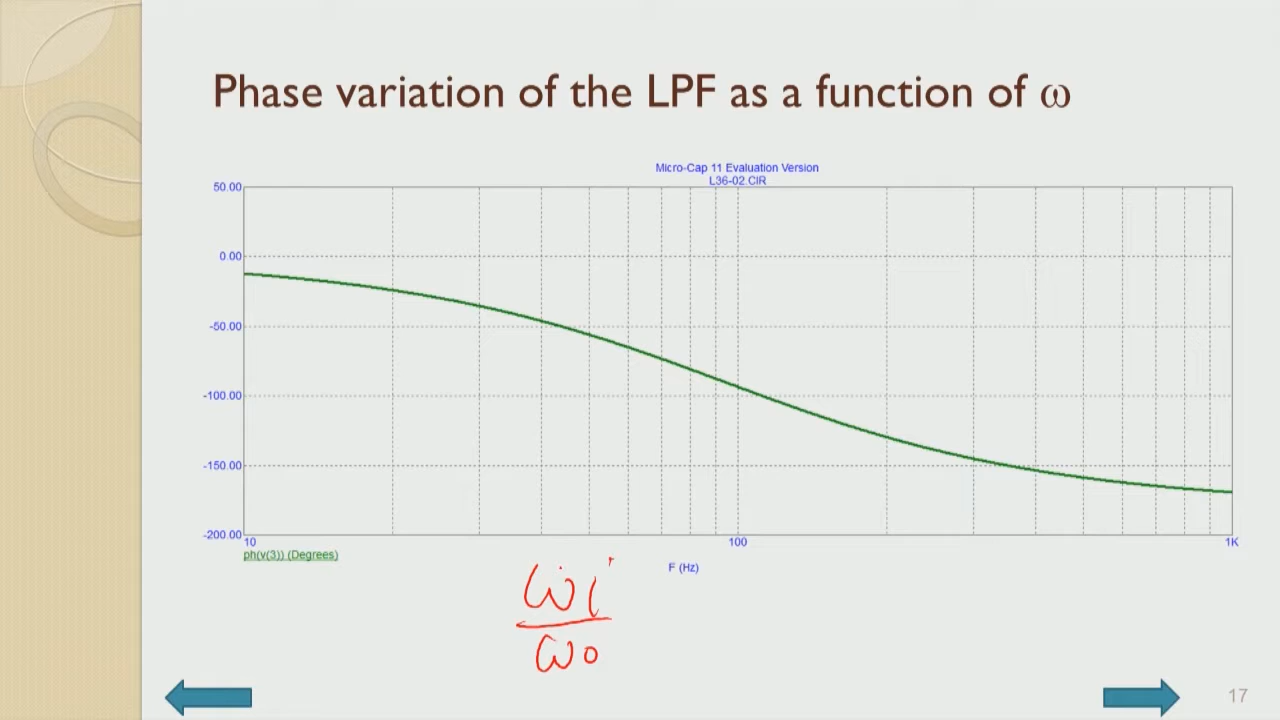 Phase variation of the LPF as a function of ω
Micro-Cap 11 Evaluation Version
L36-02.CIR
50.00
0.00
-50.00
-100.00
-150.00
-200.00
10
100
1K
ph(v(3)) (Degrees)
F (Hz)
ωi
ω0
17